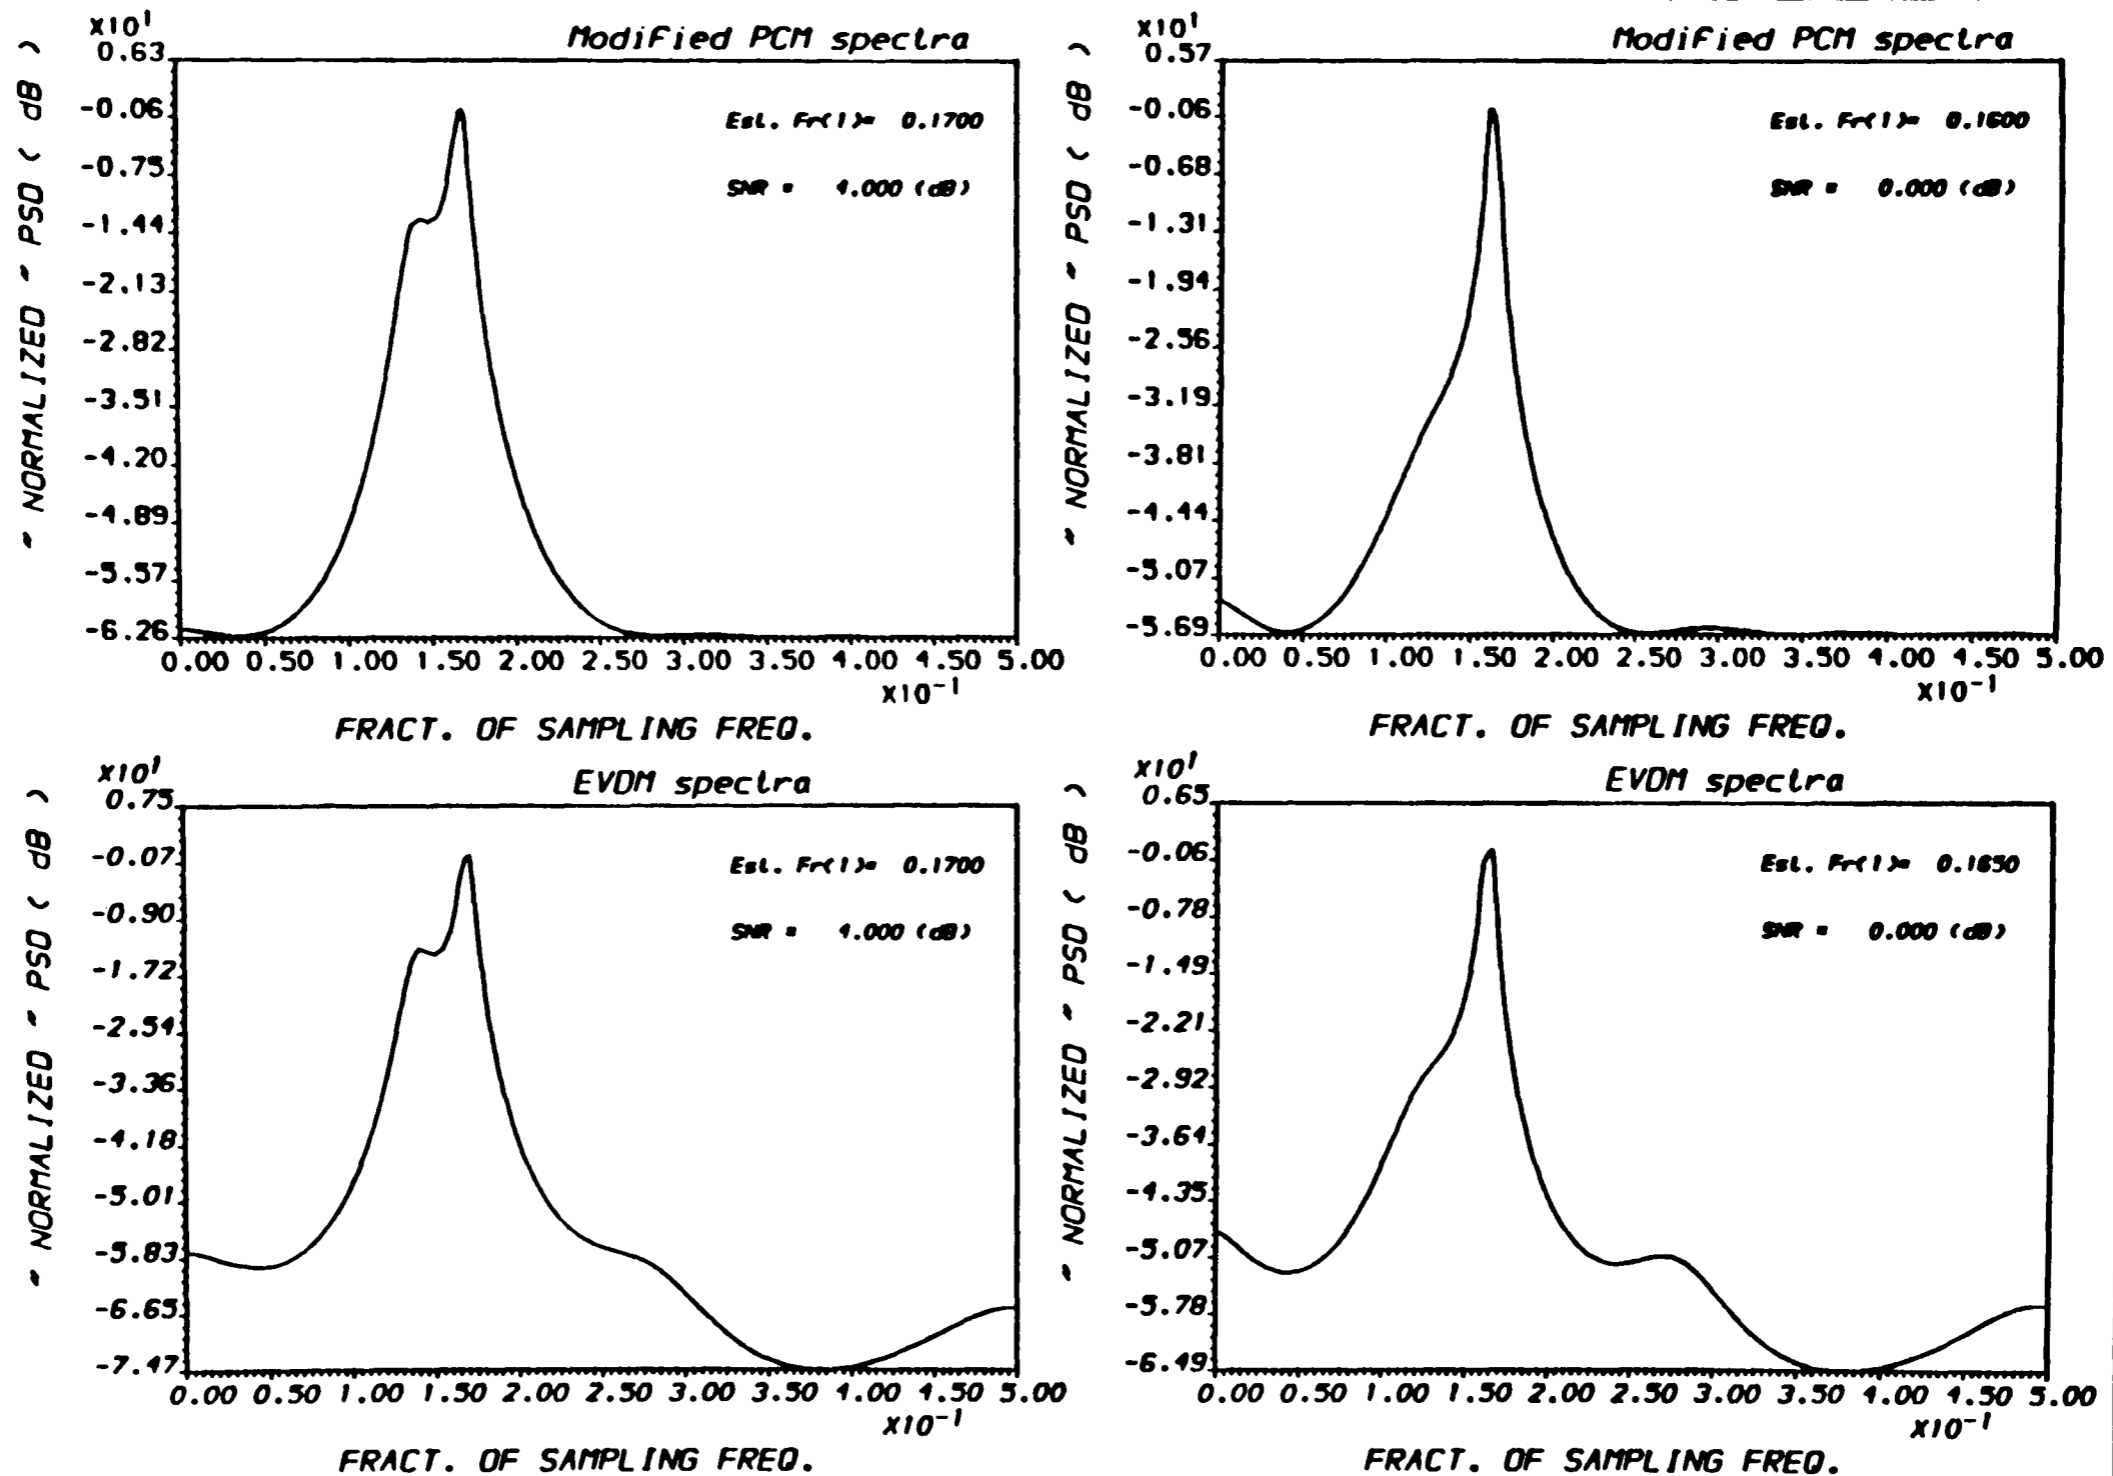 Modified PCM spectra
x10¹
0.63
-0.06
-0.75
-1.44
-2.13
-2.82
-3.51
-4.20
-4.89
-5.57
-6.26
" NORMALIZED " PSD ( dB )
Est. Fr(1)= 0.1700
SNR = 4.000 (dB)
0.00 0.50 1.00 1.50 2.00 2.50 3.00 3.50 4.00 4.50 5.00
x10⁻¹
FRACT. OF SAMPLING FREQ.
Modified PCM spectra
x10¹
0.57
-0.06
-0.68
-1.31
-1.94
-2.56
-3.19
-3.81
-4.44
-5.07
-5.69
" NORMALIZED " PSD ( dB )
Est. Fr(1)= 0.1600
SNR = 0.000 (dB)
0.00 0.50 1.00 1.50 2.00 2.50 3.00 3.50 4.00 4.50 5.00
x10⁻¹
FRACT. OF SAMPLING FREQ.
EVDM spectra
x10¹
0.75
-0.07
-0.90
-1.72
-2.54
-3.36
-4.18
-5.01
-5.83
-6.65
-7.47
" NORMALIZED " PSD ( dB )
Est. Fr(1)= 0.1700
SNR = 4.000 (dB)
0.00 0.50 1.00 1.50 2.00 2.50 3.00 3.50 4.00 4.50 5.00
x10⁻¹
FRACT. OF SAMPLING FREQ.
EVDM spectra
x10¹
0.65
-0.06
-0.78
-1.49
-2.21
-2.92
-3.64
-4.35
-5.07
-5.78
-6.49
" NORMALIZED " PSD ( dB )
Est. Fr(1)= 0.1650
SNR = 0.000 (dB)
0.00 0.50 1.00 1.50 2.00 2.50 3.00 3.50 4.00 4.50 5.00
x10⁻¹
FRACT. OF SAMPLING FREQ.